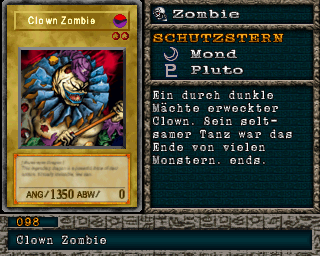 Clown Zombie
ANG/ 1350 ABW/ 0
Zombie
SCHUTZSTERN
Mond
Pluto
Ein durch dunkle
Mächte erweckter
Clown. Sein selt-
samer Tanz war das
Ende von vielen
Monstern. ends.
098
Clown Zombie